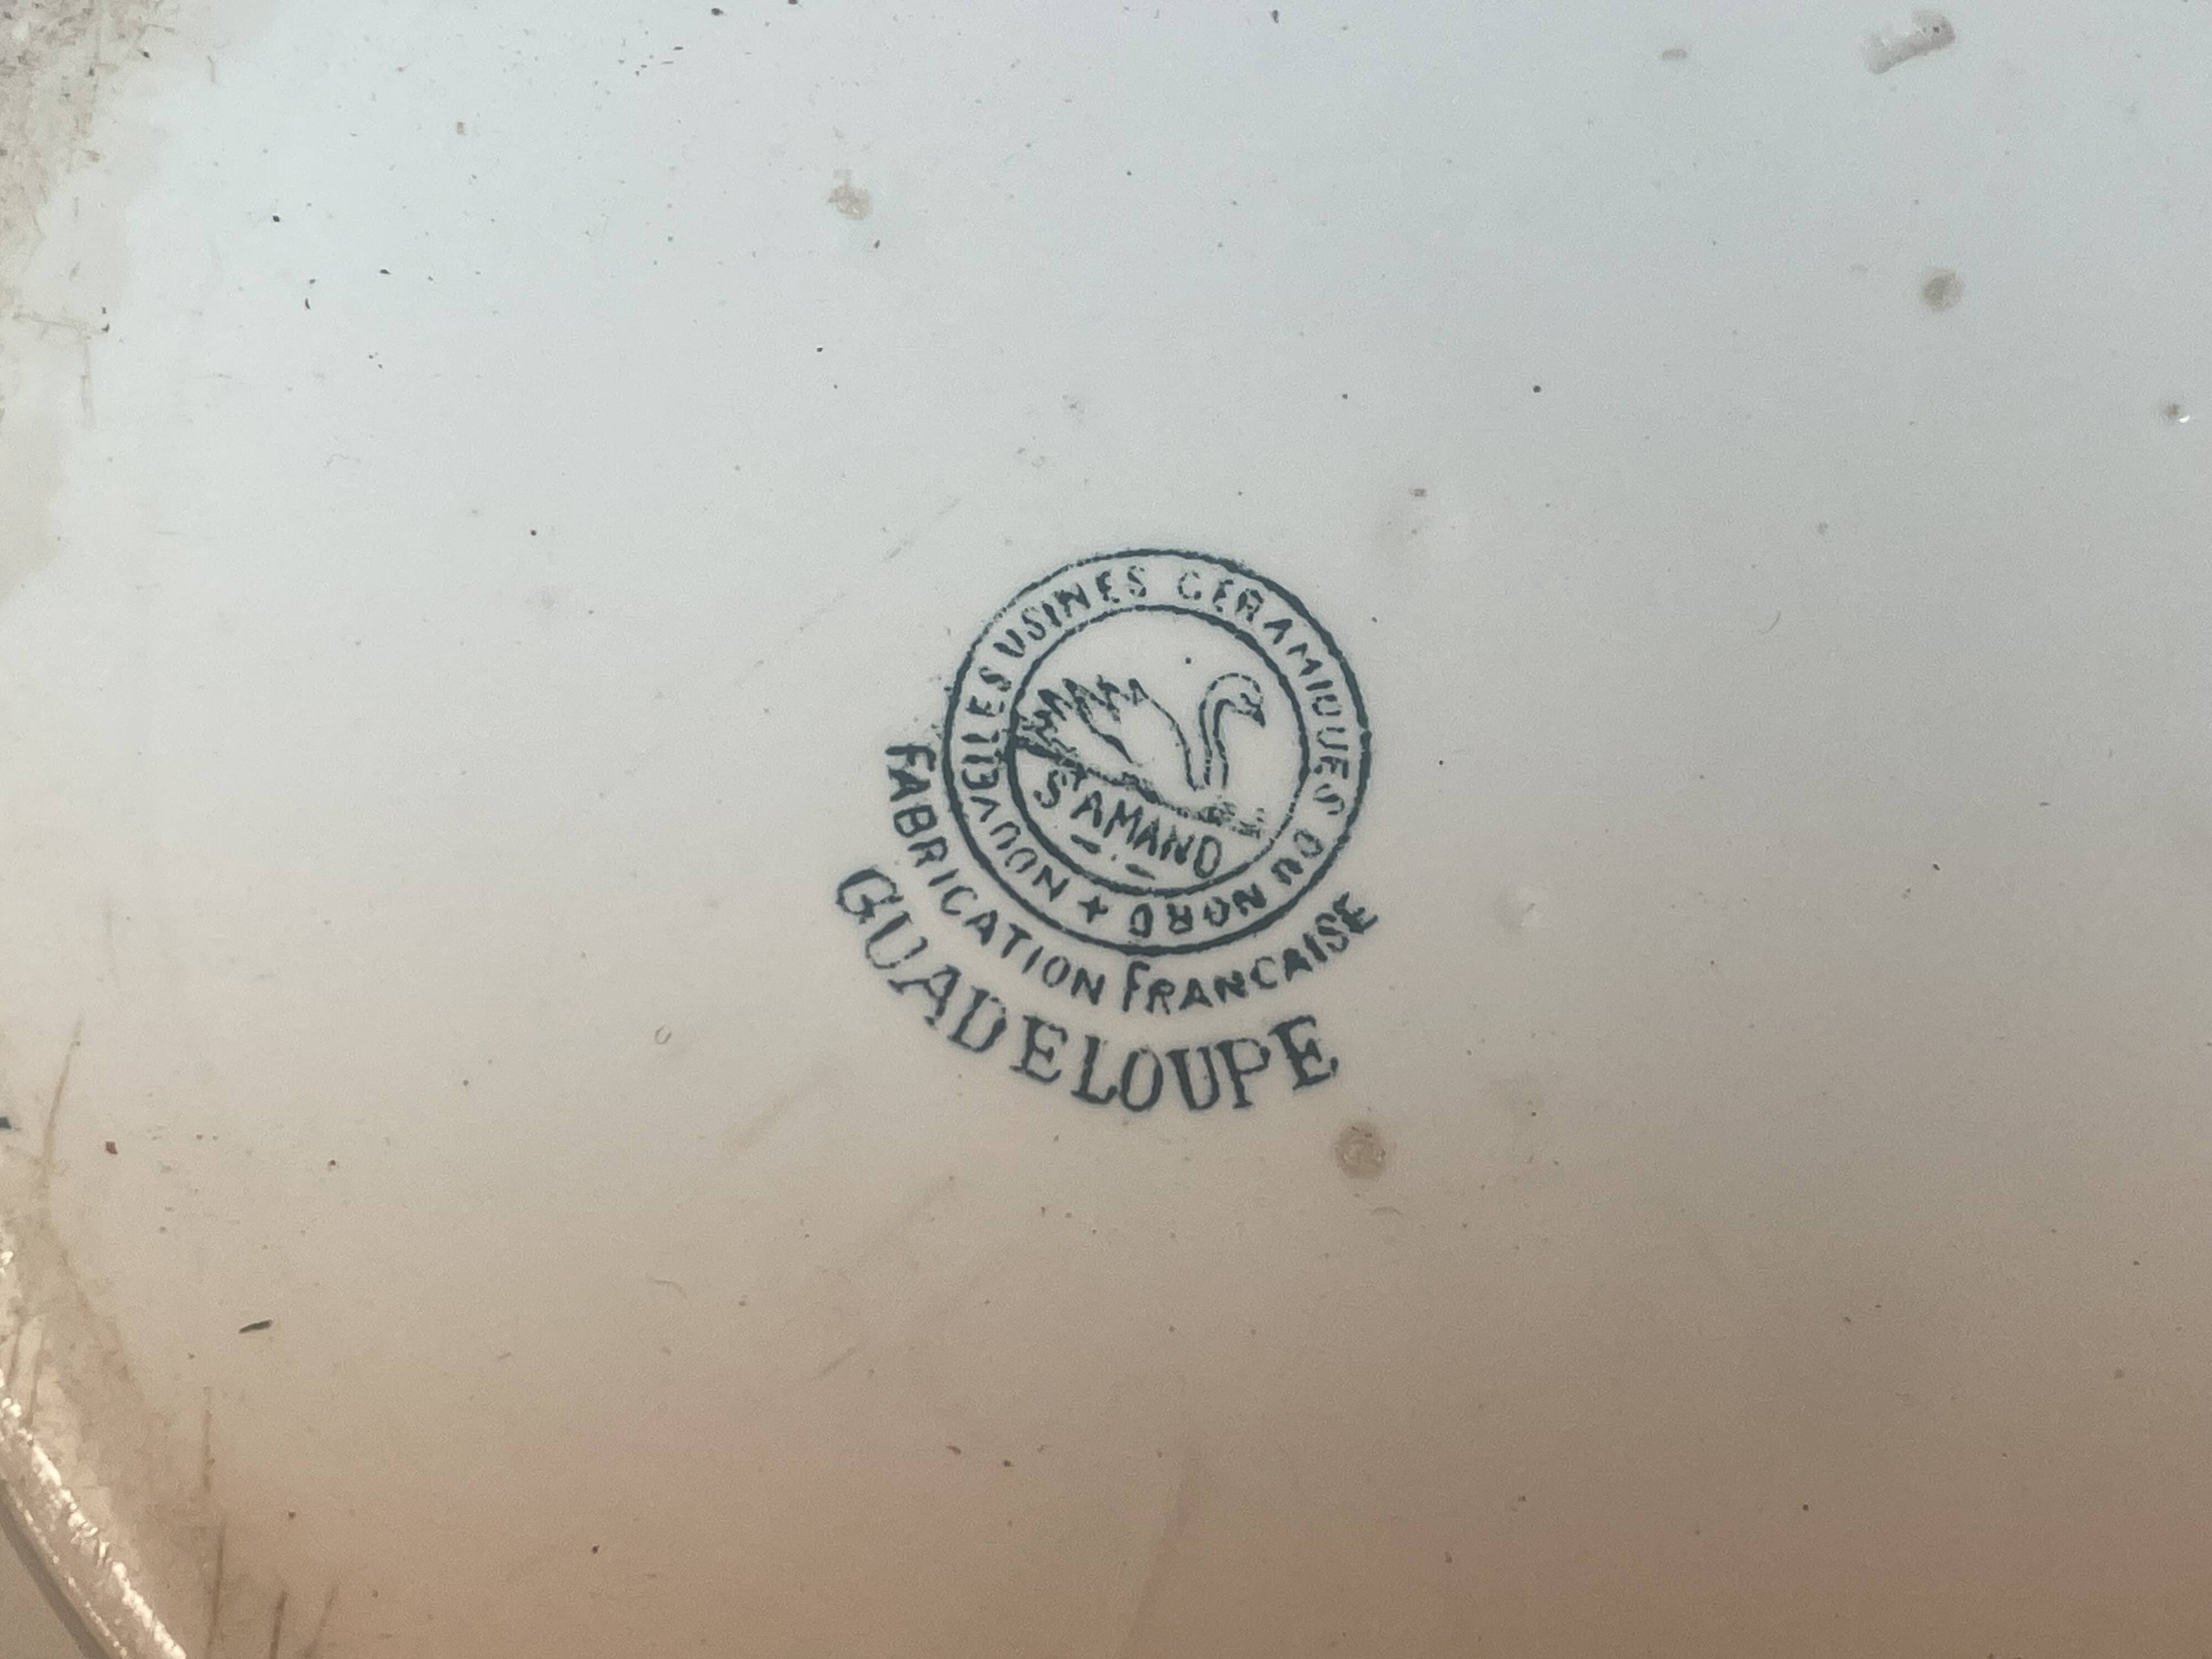 NOUVELLES USINES CERAMIQUES DU NORD ★
S^T AMAND
FABRICATION FRANCAISE
GUADELOUPE